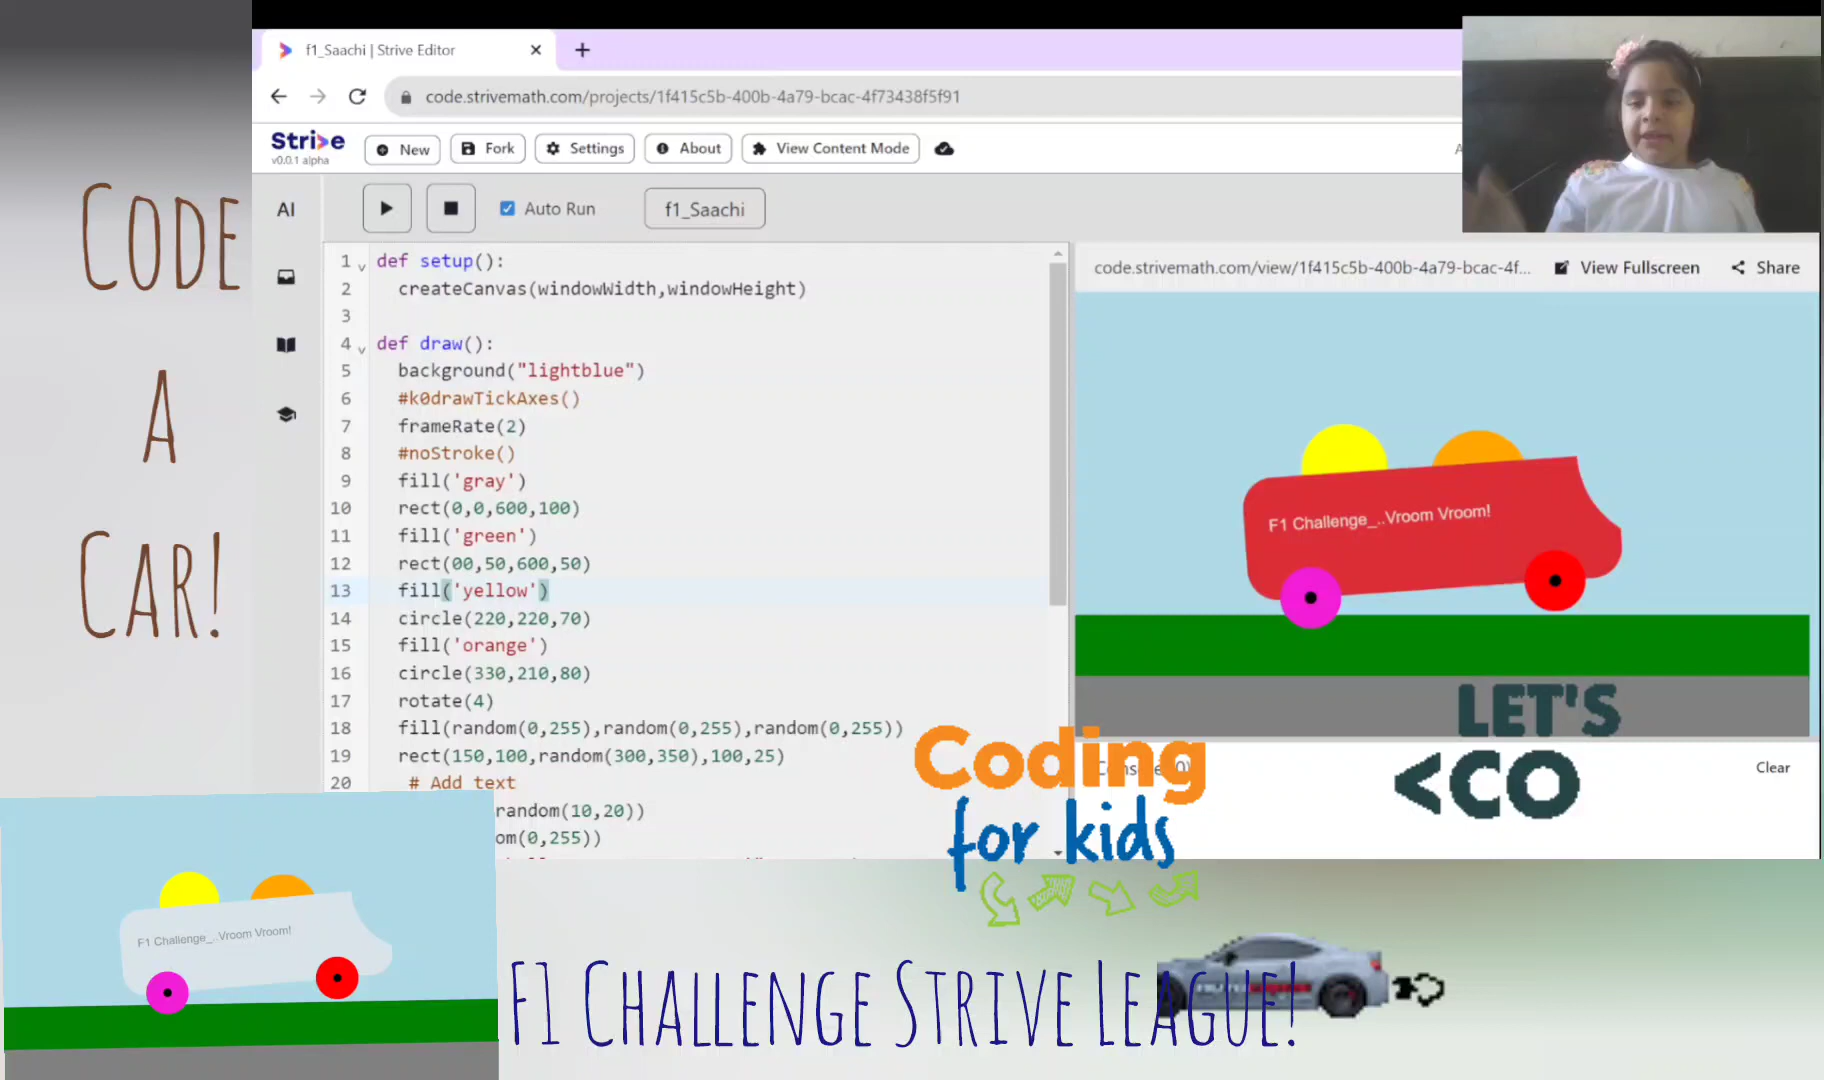 f1_Saachi | Strive Editor
code.strivemath.com/projects/1f415c5b-400b-4a79-bcac-4f73438f5f91
Strive
v0.0.1 alpha
New
Fork
Settings
About
View Content Mode
AI
Auto Run
f1_Saachi
CODE
A
CAR!
1 def setup():
2 createCanvas(windowWidth,windowHeight)
3
4 def draw():
5 background("lightblue")
6 #k0drawTickAxes()
7 frameRate(2)
8 #noStroke()
9 fill('gray')
10 rect(0,0,600,100)
11 fill('green')
12 rect(00,50,600,50)
13 fill('yellow')
14 circle(220,220,70)
15 fill('orange')
16 circle(330,210,80)
17 rotate(4)
18 fill(random(0,255),random(0,255),random(0,255))
19 rect(150,100,random(300,350),100,25)
20 # Add text
random(10,20))
om(0,255))
code.strivemath.com/view/1f415c5b-400b-4a79-bcac-4f...
View Fullscreen
Share
F1 Challenge_..Vroom Vroom!
LET'S
<CO
Clear
Coding
for kids
F1 Challenge_..Vroom Vroom!
F1 CHALLENGE STRIVE LEAGUE!